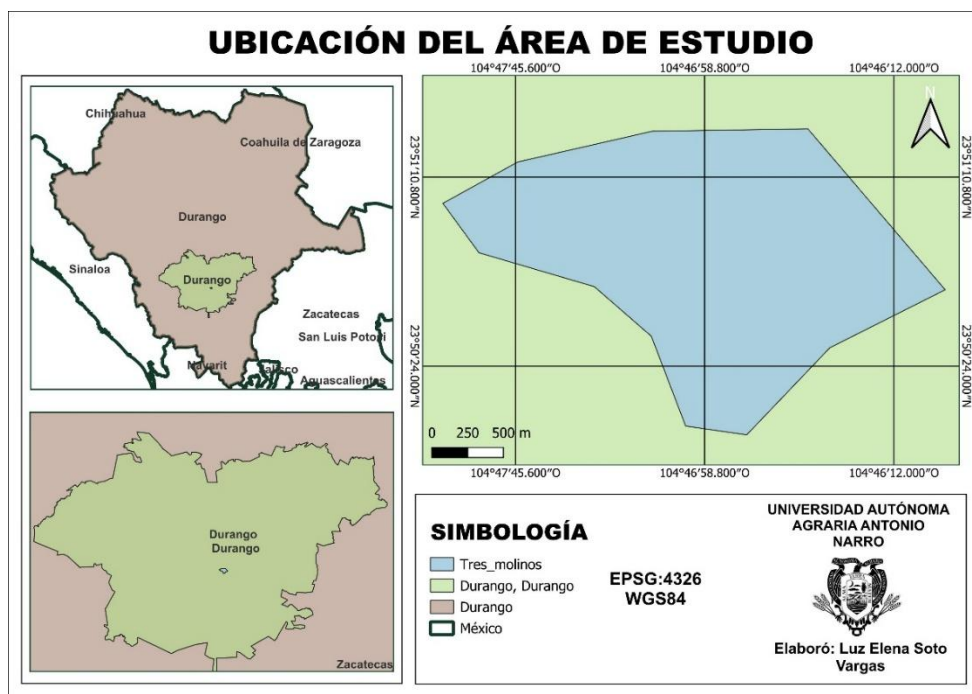 UBICACIÓN DEL ÁREA DE ESTUDIO
Chihuahua
Coahuila de Zaragoza
Durango
Sinaloa
Durango
Zacatecas
San Luis Potosí
Nayarit
Jalisco
Aguascalientes
104°47'45.600"O 104°46'58.800"O 104°46'12.000"O
N
23°51'10.800"N 23°51'10.800"N
23°50'24.000"N 23°50'24.000"N
0 250 500 m
104°47'45.600"O 104°46'58.800"O 104°46'12.000"O
Durango
Durango
Zacatecas
SIMBOLOGÍA
Tres_molinos
Durango, Durango
Durango
México
EPSG:4326
WGS84
UNIVERSIDAD AUTÓNOMA
AGRARIA ANTONIO
NARRO
Elaboró: Luz Elena Soto
Vargas